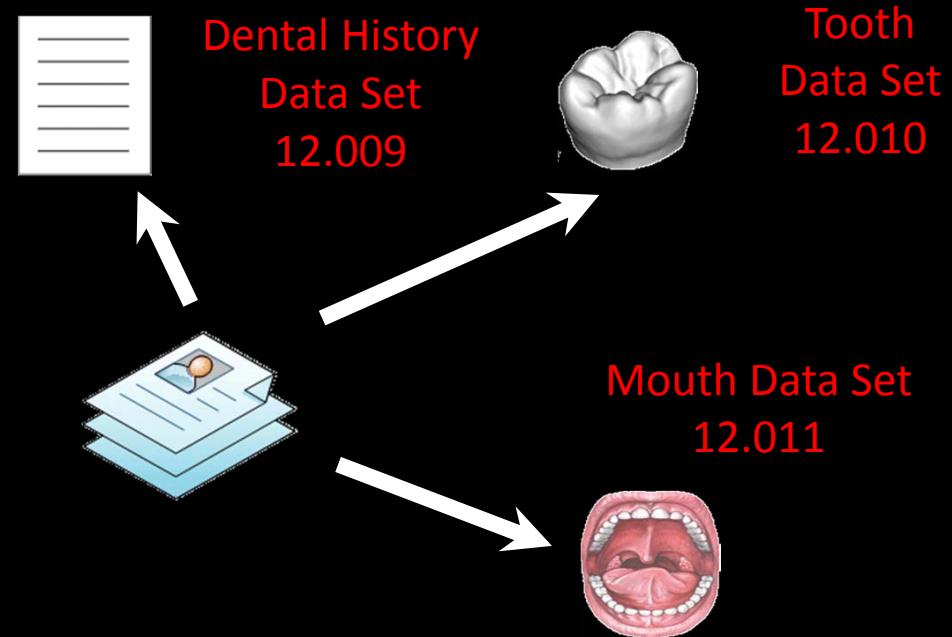 Dental History
Data Set
12.009
Tooth
Data Set
12.010
Mouth Data Set
12.011